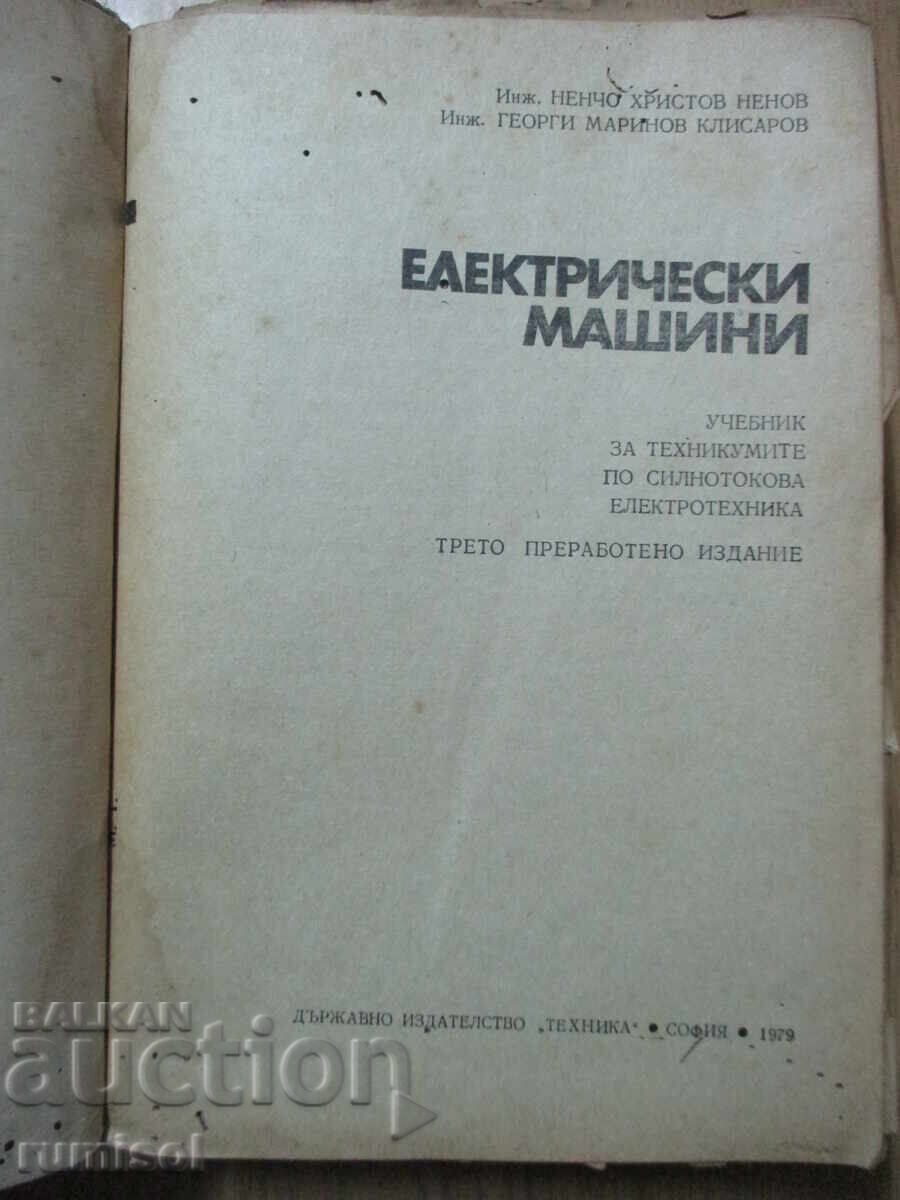 Инж. НЕНЧО ХРИСТОВ НЕНОВ
Инж. ГЕОРГИ МАРИНОВ КЛИСАРОВ
ЕЛЕКТРИЧЕСКИ
МАШИНИ
УЧЕБНИК
ЗА ТЕХНИКУМИТЕ
ПО СИЛНОТОКОВА
ЕЛЕКТРОТЕХНИКА
ТРЕТО ПРЕРАБОТЕНО ИЗДАНИЕ
ДЪРЖАВНО ИЗДАТЕЛСТВО „ТЕХНИКА“ • СОФИЯ • 1979
BALKAN
auction
rumisol